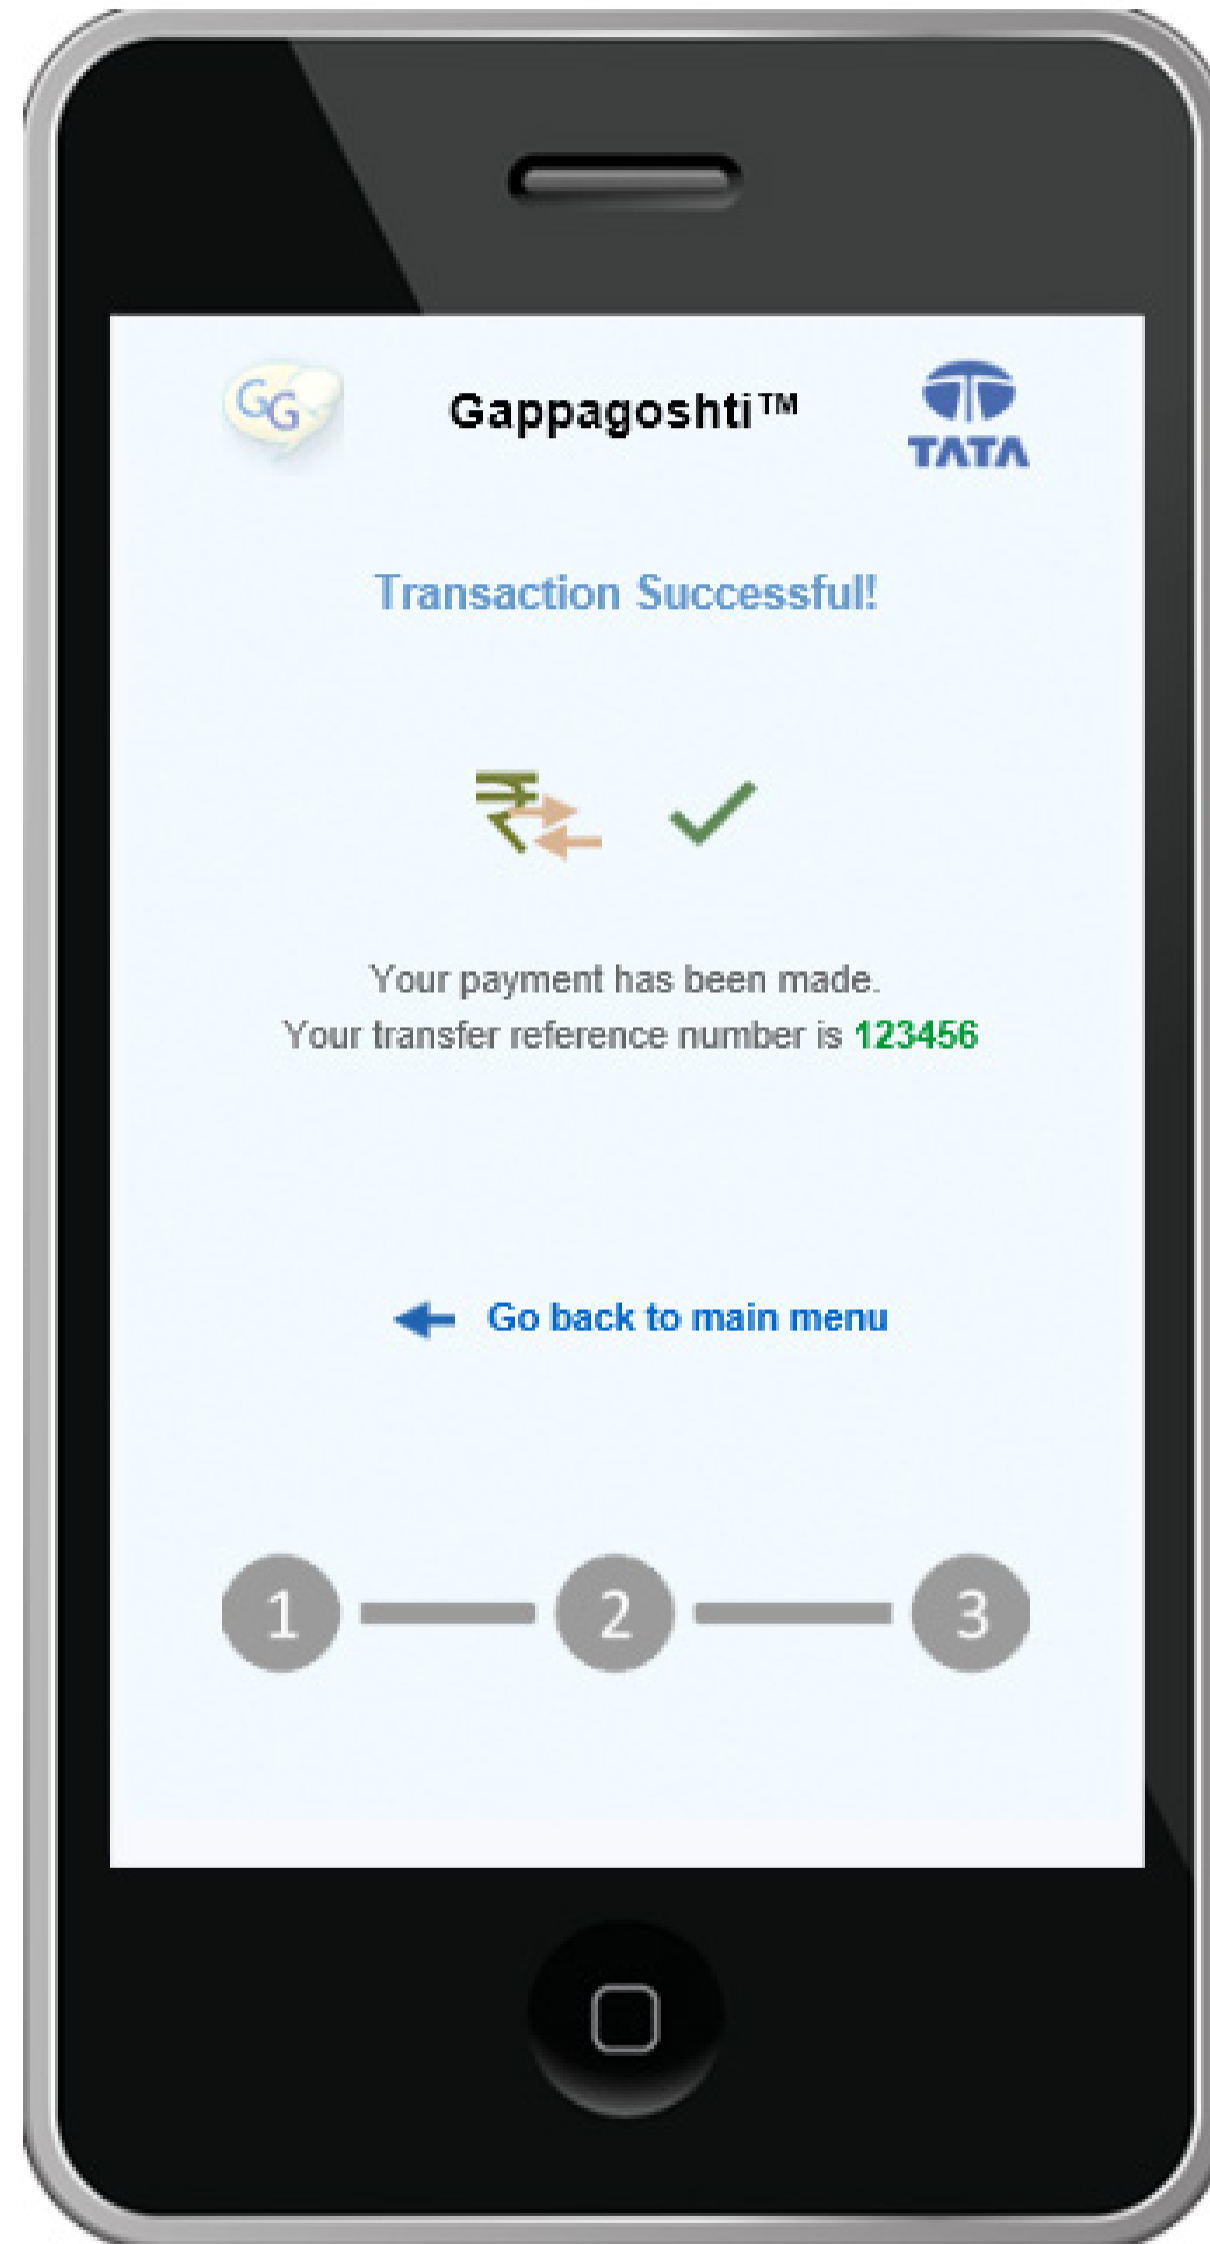 GG
Gappagoshti™
TATA
Transaction Successful!
₹
Your payment has been made.
Your transfer reference number is 123456
Go back to main menu
1 2 3